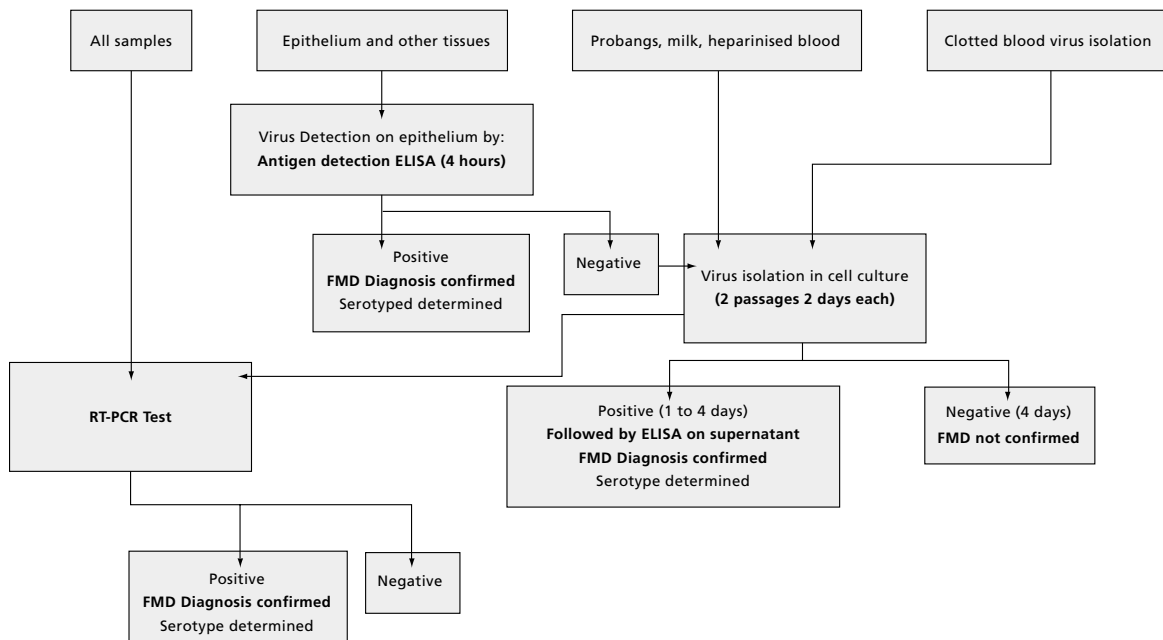 All samples
Epithelium and other tissues
Probangs, milk, heparinised blood
Clotted blood virus isolation
Virus Detection on epithelium by:
Antigen detection ELISA (4 hours)
Positive
FMD Diagnosis confirmed
Serotyped determined
Negative
Virus isolation in cell culture
(2 passages 2 days each)
RT-PCR Test
Positive (1 to 4 days)
Followed by ELISA on supernatant
FMD Diagnosis confirmed
Serotype determined
Negative (4 days)
FMD not confirmed
Positive
FMD Diagnosis confirmed
Serotype determined
Negative